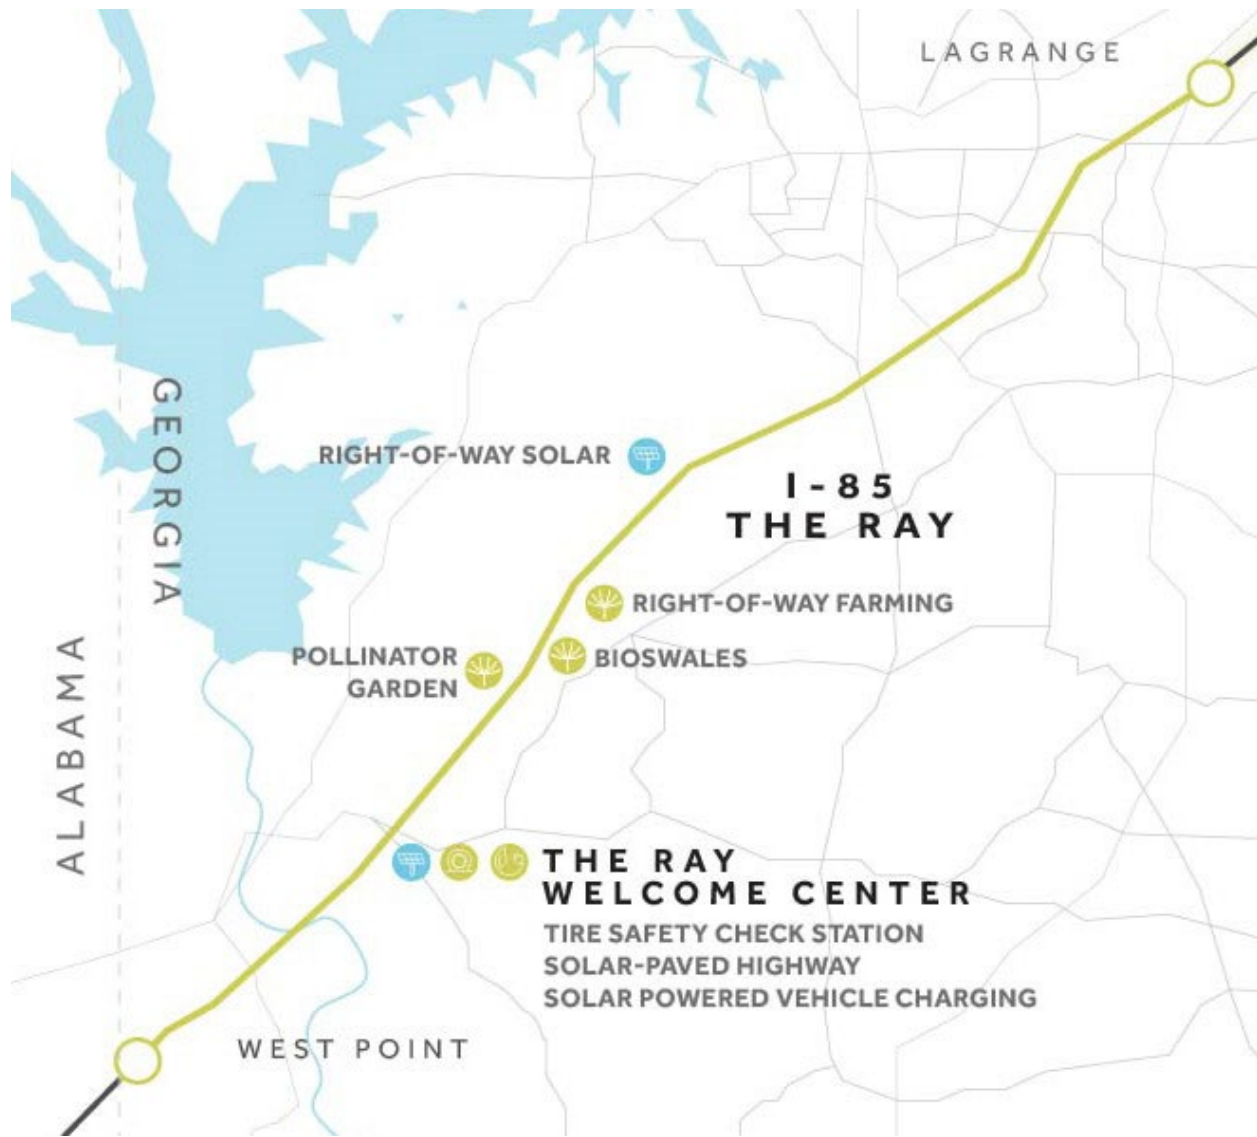 LAGRANGE
GEORGIA
RIGHT-OF-WAY SOLAR
I-85
THE RAY
RIGHT-OF-WAY FARMING
POLLINATOR
GARDEN
BIOSWALES
ALABAMA
THE RAY
WELCOME CENTER
TIRE SAFETY CHECK STATION
SOLAR-PAVED HIGHWAY
SOLAR POWERED VEHICLE CHARGING
WEST POINT